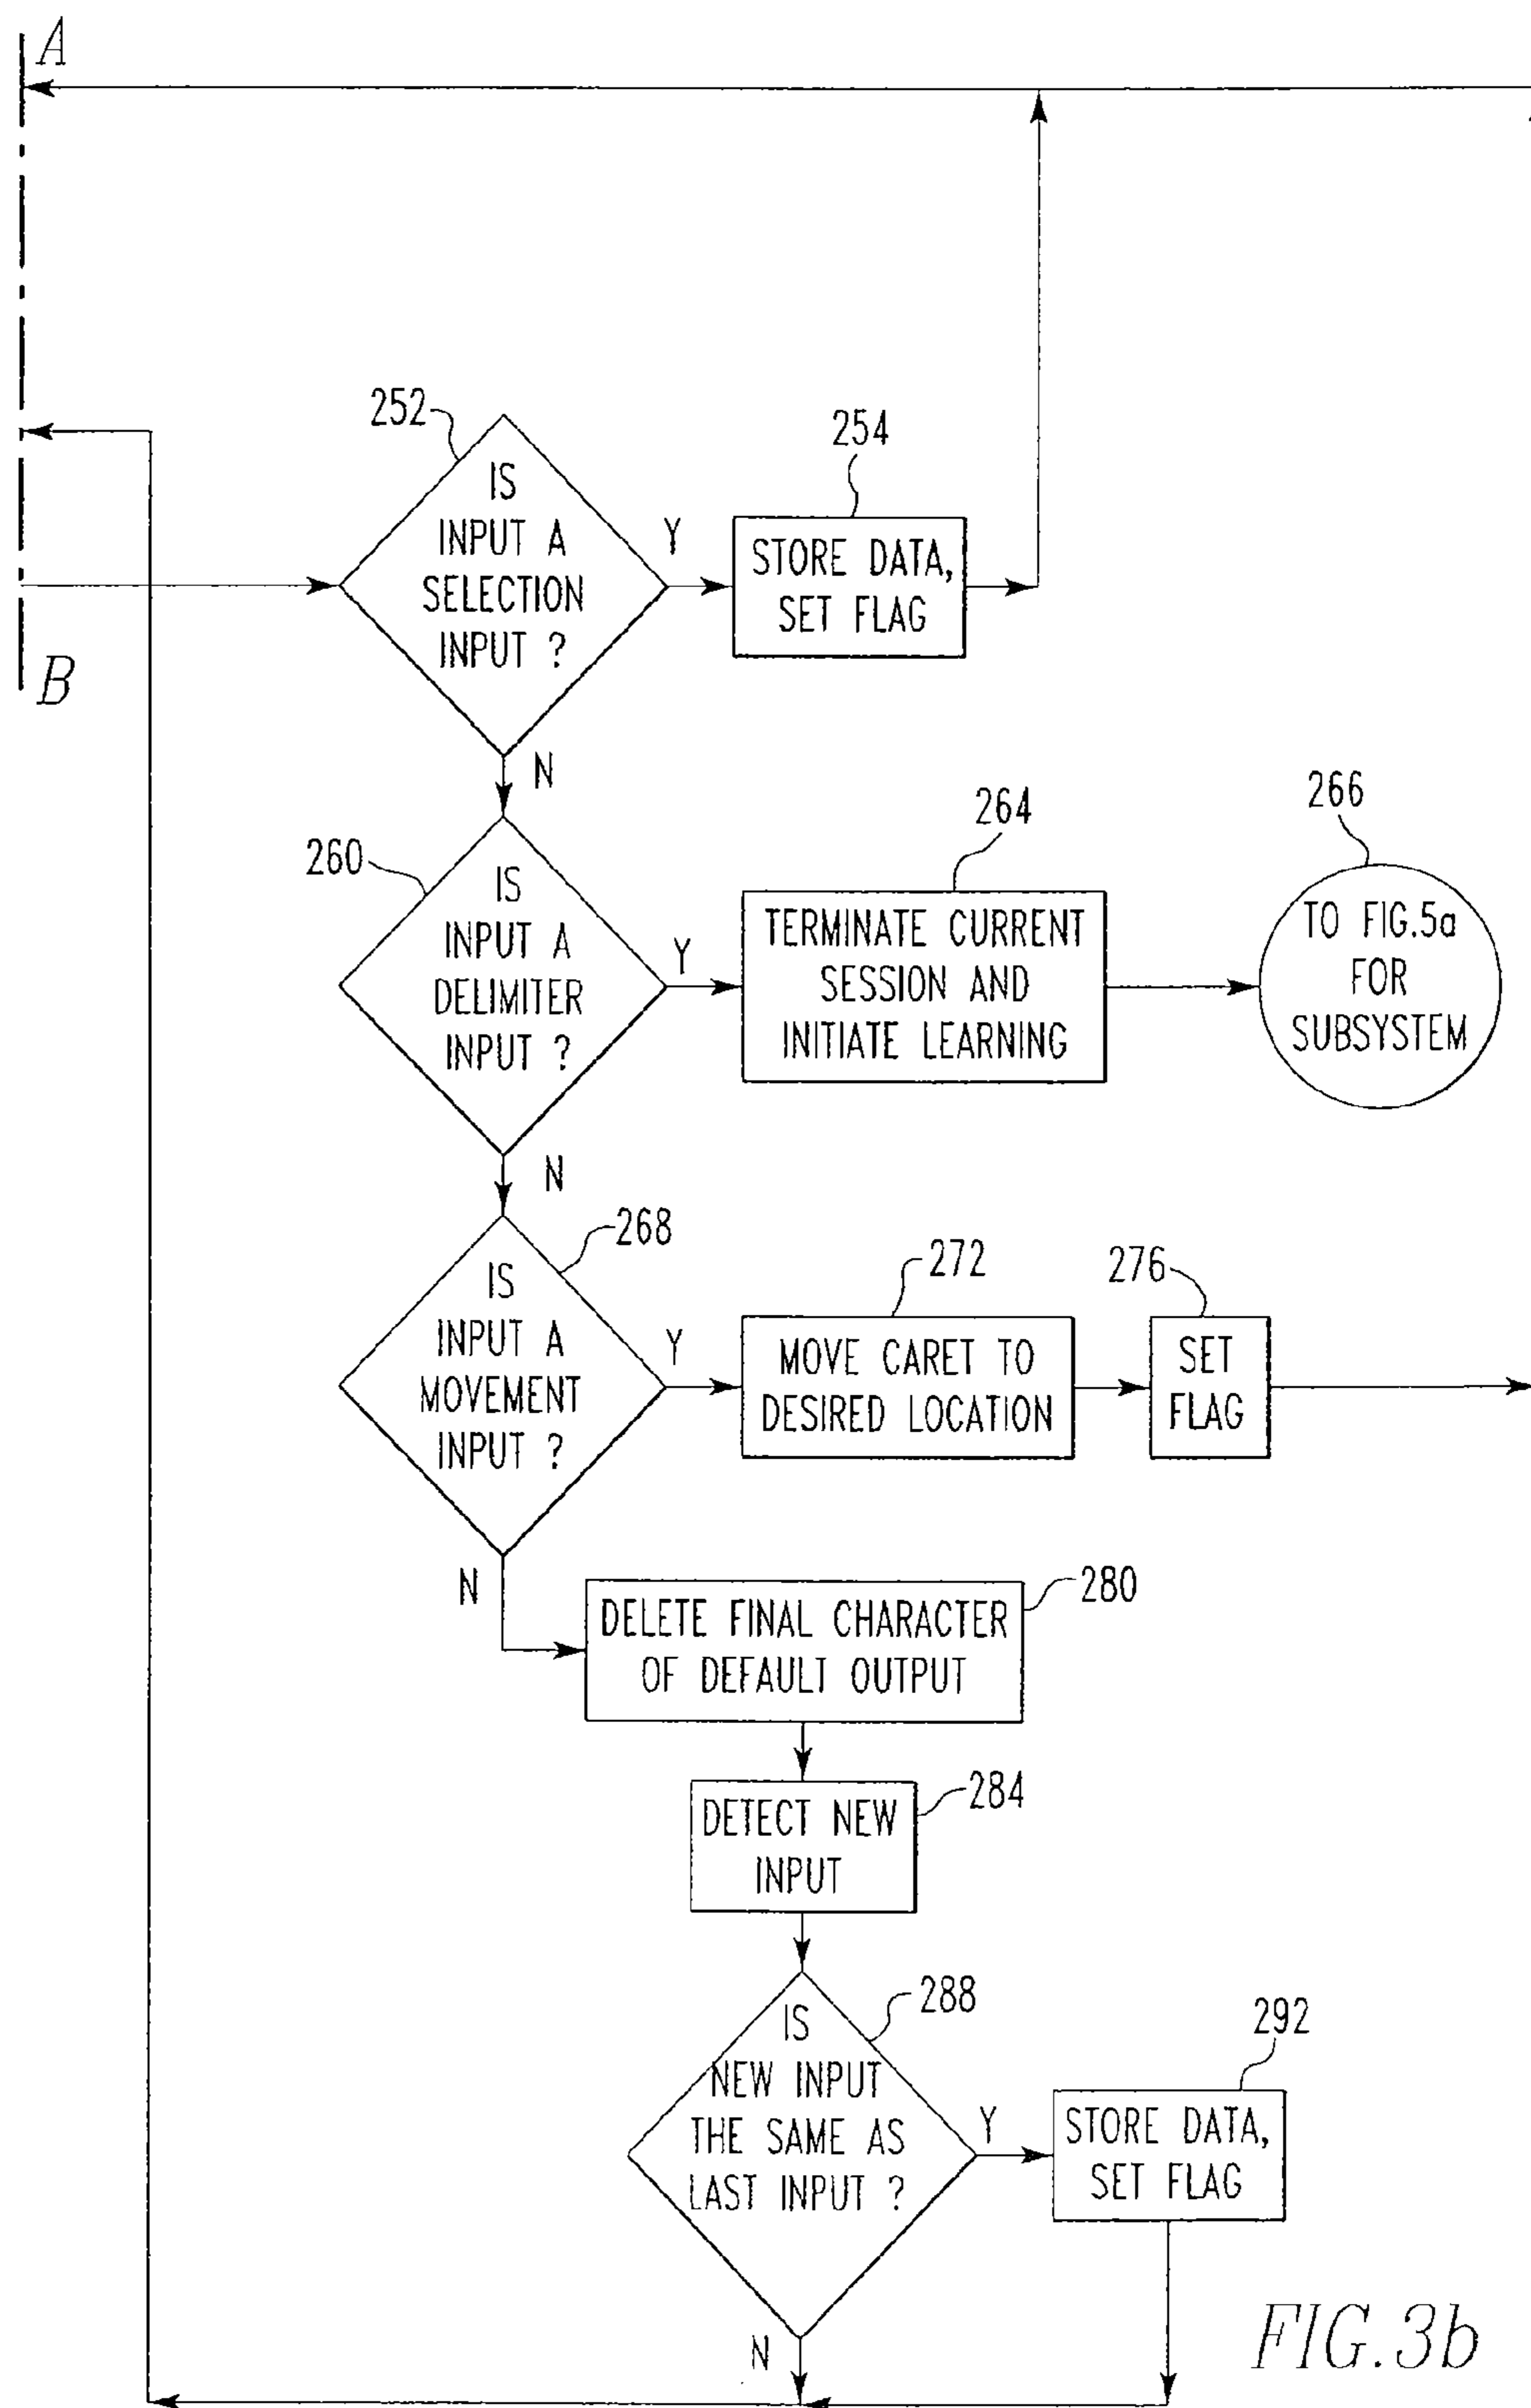 A
252
IS
INPUT A
SELECTION
INPUT ?
Y
254
STORE DATA,
SET FLAG
B
N
260
IS
INPUT A
DELIMITER
INPUT ?
Y
264
TERMINATE CURRENT
SESSION AND
INITIATE LEARNING
266
TO FIG.5a
FOR
SUBSYSTEM
N
268
IS
INPUT A
MOVEMENT
INPUT ?
Y
272
MOVE CARET TO
DESIRED LOCATION
276
SET
FLAG
N
280
DELETE FINAL CHARACTER
OF DEFAULT OUTPUT
284
DETECT NEW
INPUT
288
IS
NEW INPUT
THE SAME AS
LAST INPUT ?
Y
292
STORE DATA,
SET FLAG
N
FIG.3b